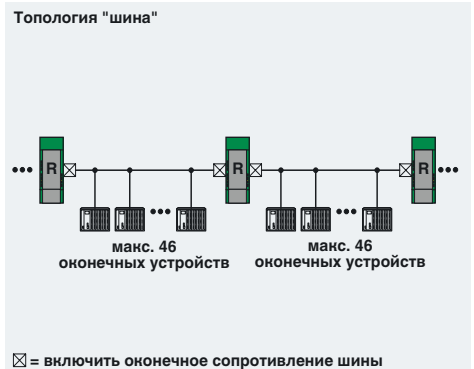 Топология "шина"
R R R
макс. 46
оконечных устройств
макс. 46
оконечных устройств
= включить оконечное сопротивление шины